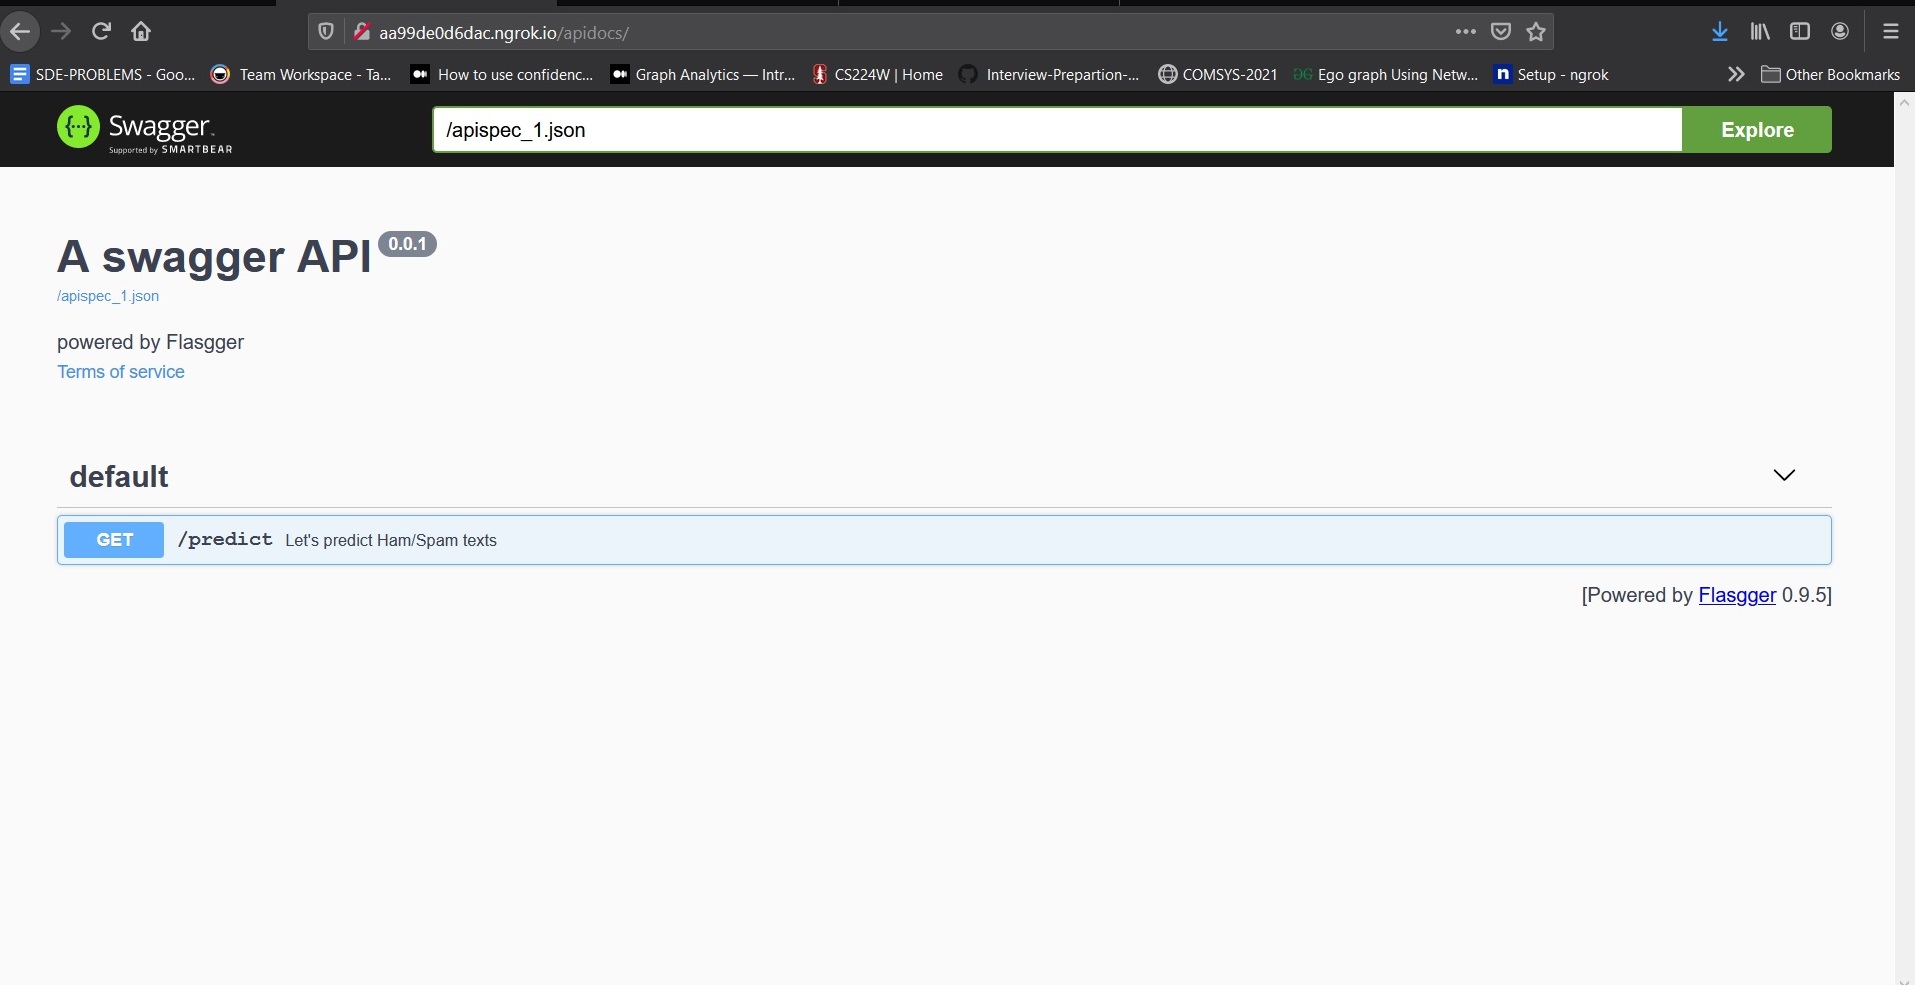 aa99de0d6dac.ngrok.io/apidocs/
SDE-PROBLEMS - Goo... Team Workspace - Ta... How to use confidenc... Graph Analytics — Intr... CS224W | Home Interview-Prepartion-... COMSYS-2021 Ego graph Using Netw... Setup - ngrok Other Bookmarks
Swagger.
Supported by SMARTBEAR
/apispec_1.json
Explore
A swagger API 0.0.1
/apispec_1.json
powered by Flasgger
Terms of service
default
GET /predict Let's predict Ham/Spam texts
[Powered by Flasgger 0.9.5]